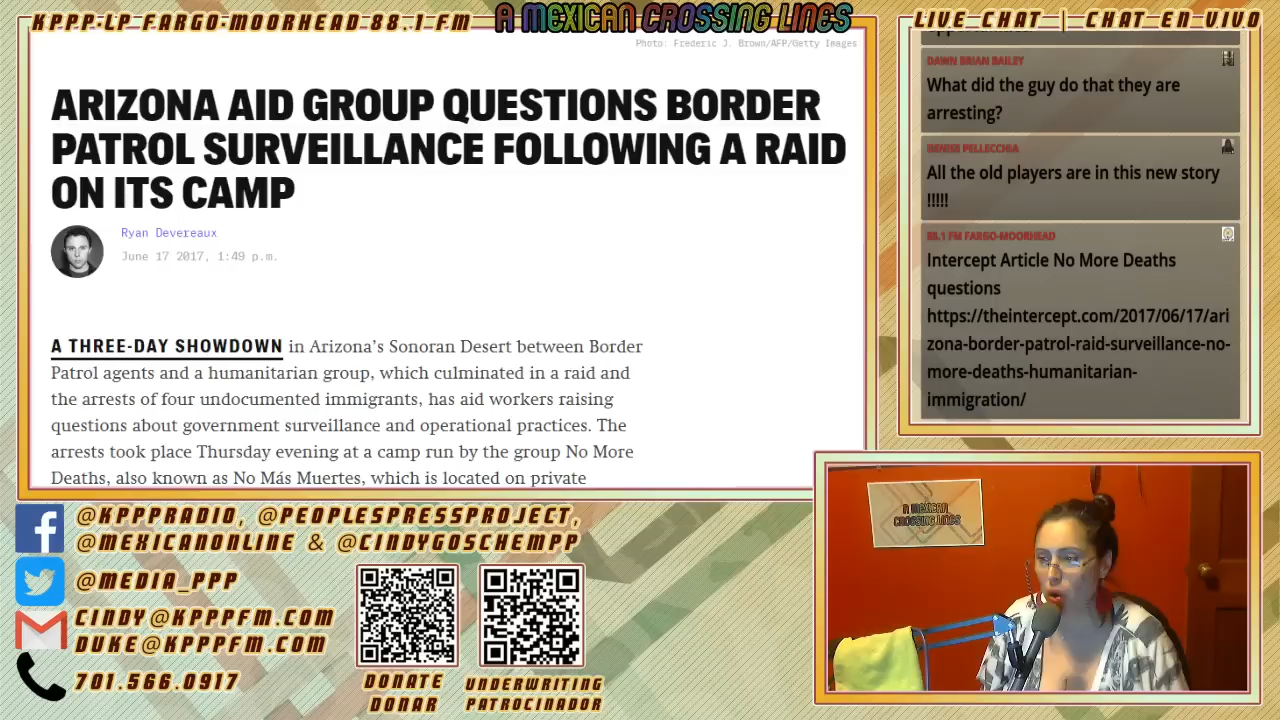 KPPP-LP FARGO-MOORHEAD 88.1 FM
A MEXICAN CROSSING LINES
LIVE CHAT | CHAT EN VIVO
Photo: Frederic J. Brown/AFP/Getty Images
ARIZONA AID GROUP QUESTIONS BORDER
PATROL SURVEILLANCE FOLLOWING A RAID
ON ITS CAMP
Ryan Devereaux
June 17 2017, 1:49 p.m.
A THREE-DAY SHOWDOWN in Arizona's Sonoran Desert between Border
Patrol agents and a humanitarian group, which culminated in a raid and
the arrests of four undocumented immigrants, has aid workers raising
questions about government surveillance and operational practices. The
arrests took place Thursday evening at a camp run by the group No More
Deaths, also known as No Más Muertes, which is located on private
DAWN BRIAN BAILEY
What did the guy do that they are
arresting?
DENISE PELLECCHIA
All the old players are in this new story
!!!!!
88.1 FM FARGO-MOORHEAD
Intercept Article No More Deaths
questions
https://theintercept.com/2017/06/17/ari
zona-border-patrol-raid-surveillance-no-
more-deaths-humanitarian-
immigration/
A MEXICAN
CROSSING LINES
@KPPPRADIO, @PEOPLESPRESSPROJECT,
@MEXICANONLINE & @CINDYGOSCHEMPP
@MEDIA_PPP
CINDY@KPPPFM.COM
DUKE@KPPPFM.COM
701.566.0917
DONATE
DONAR
UNDERWRITING
PATROCINADOR